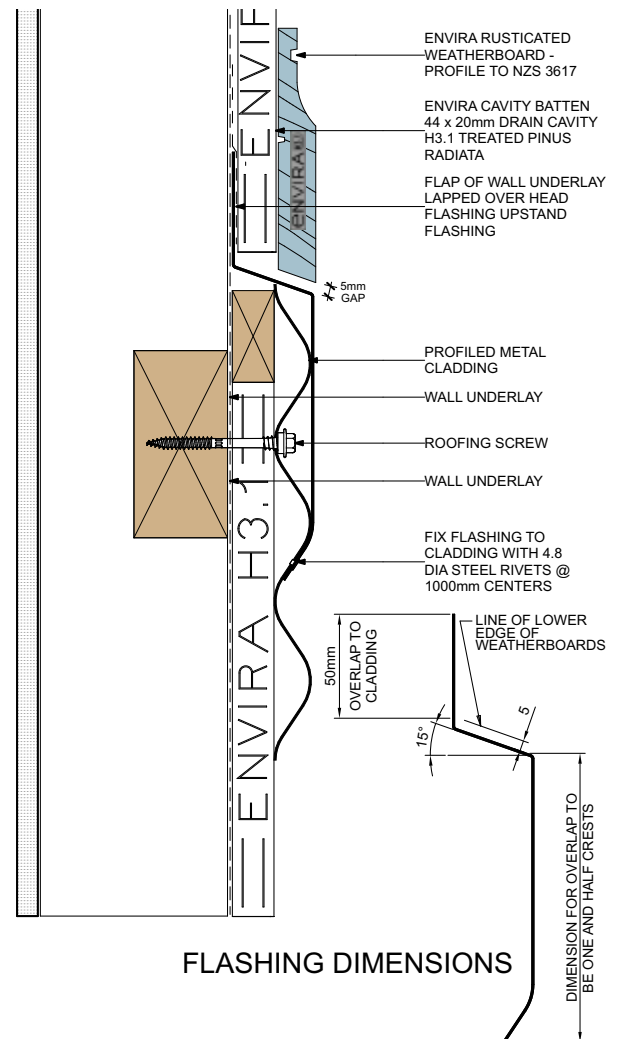 ENVIRA RUSTICATED
WEATHERBOARD -
PROFILE TO NZS 3617
ENVIRA CAVITY BATTEN
44 x 20mm DRAIN CAVITY
H3.1 TREATED PINUS
RADIATA
FLAP OF WALL UNDERLAY
LAPPED OVER HEAD
FLASHING UPSTAND
FLASHING
5mm
GAP
PROFILED METAL
CLADDING
WALL UNDERLAY
ROOFING SCREW
WALL UNDERLAY
FIX FLASHING TO
CLADDING WITH 4.8
DIA STEEL RIVETS @
1000mm CENTERS
ENVIRA
ENVIRA H3.1
LINE OF LOWER
EDGE OF
WEATHERBOARDS
50mm
OVERLAP TO
CLADDING
15°
5
DIMENSION FOR OVERLAP TO
BE ONE AND HALF CRESTS
FLASHING DIMENSIONS